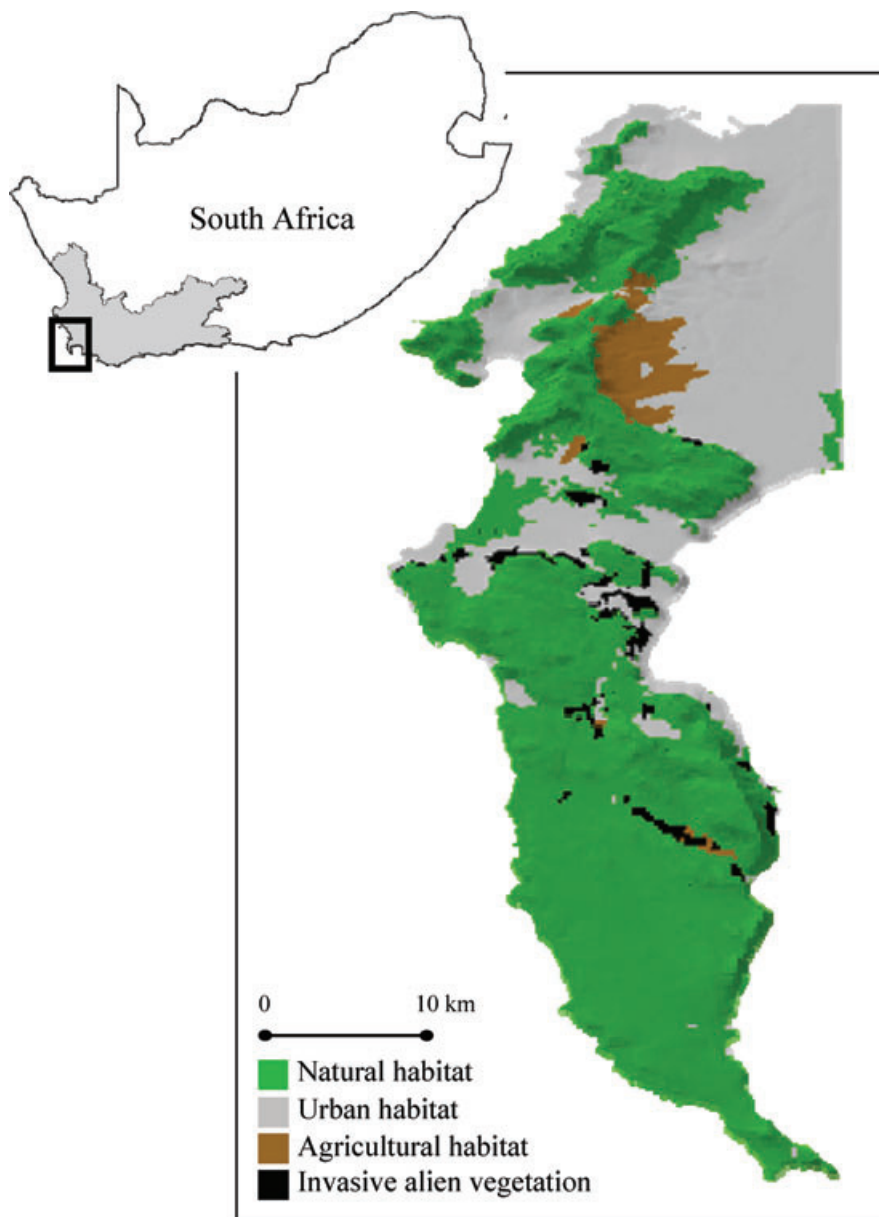 South Africa
0 10 km
Natural habitat
Urban habitat
Agricultural habitat
Invasive alien vegetation